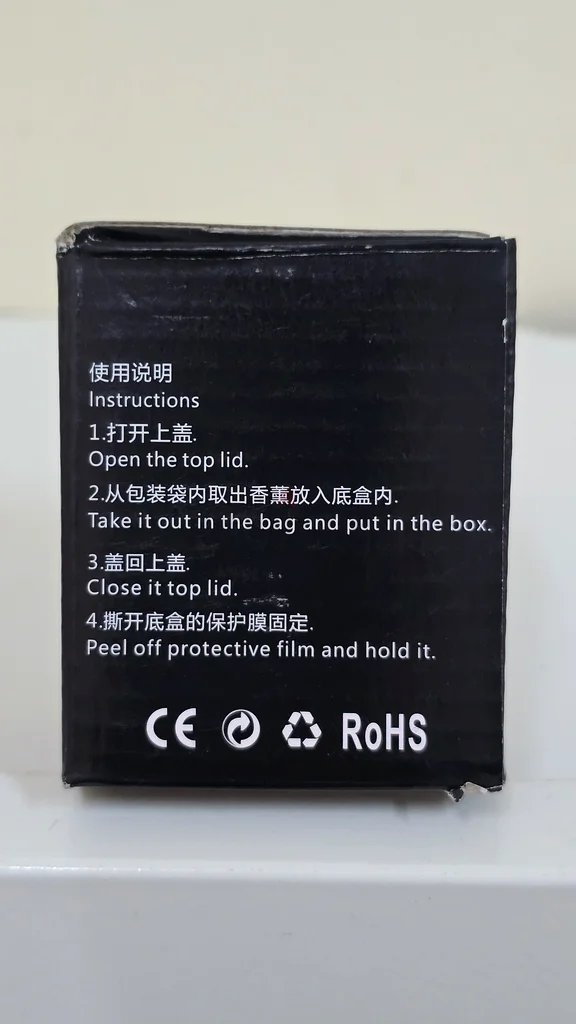 使用说明
Instructions
1.打开上盖.
Open the top lid.
2.从包装袋内取出香薰放入底盒内.
Take it out in the bag and put in the box.
3.盖回上盖.
Close it top lid.
4.撕开底盒的保护膜固定.
Peel off protective film and hold it.
CE RoHS